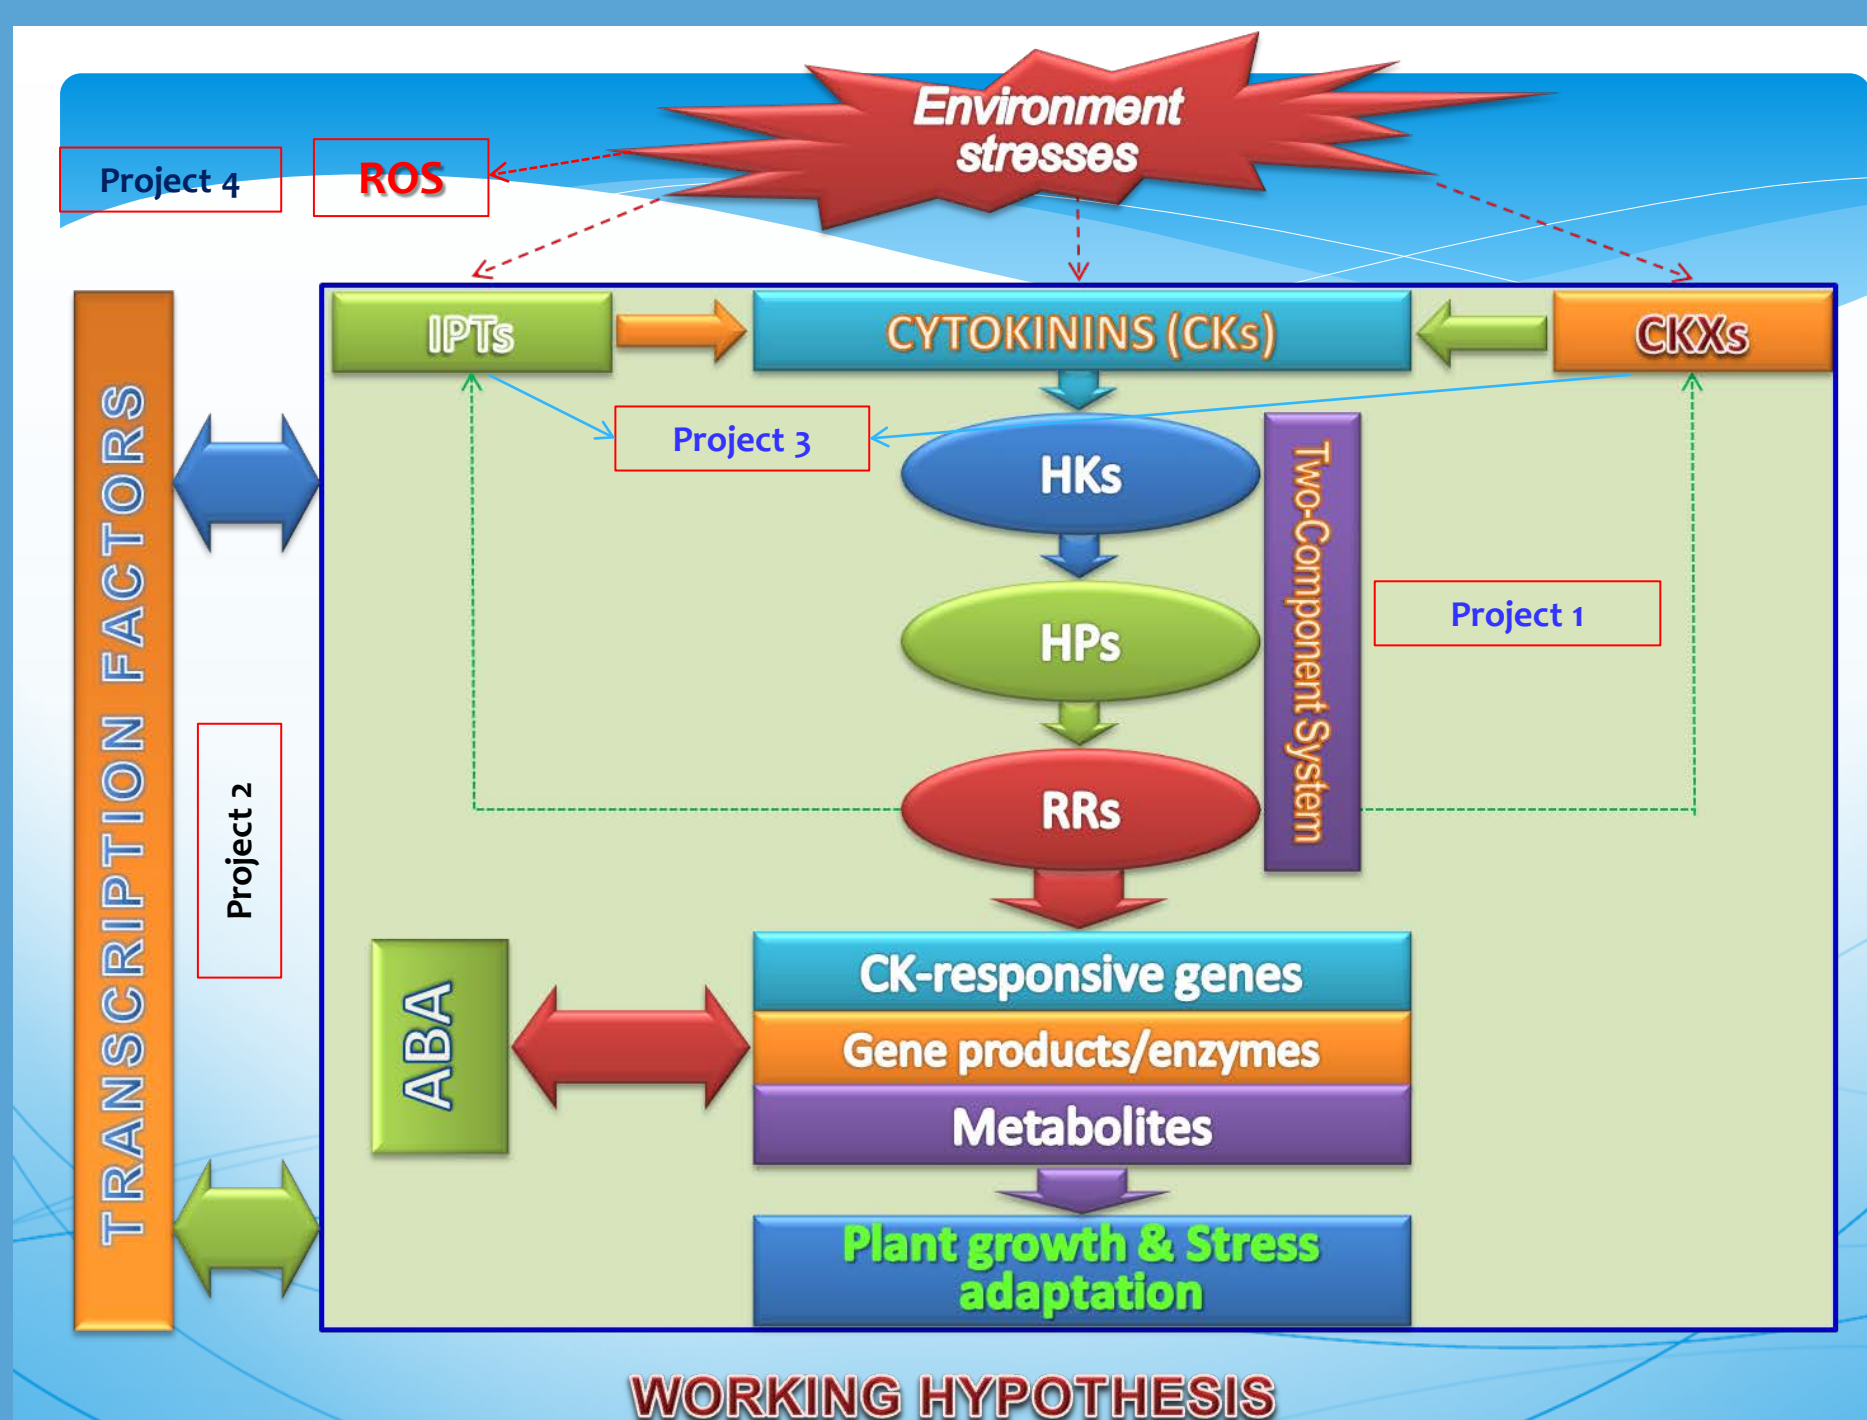 Environment
stresses
Project 4
ROS
IPTs
CYTOKININS (CKs)
CKXs
Project 3
HKs
Two-Component System
HPs
Project 1
TRANSCRIPTION FACTORS
Project 2
RRs
ABA
CK-responsive genes
Gene products/enzymes
Metabolites
Plant growth & Stress
adaptation
WORKING HYPOTHESIS